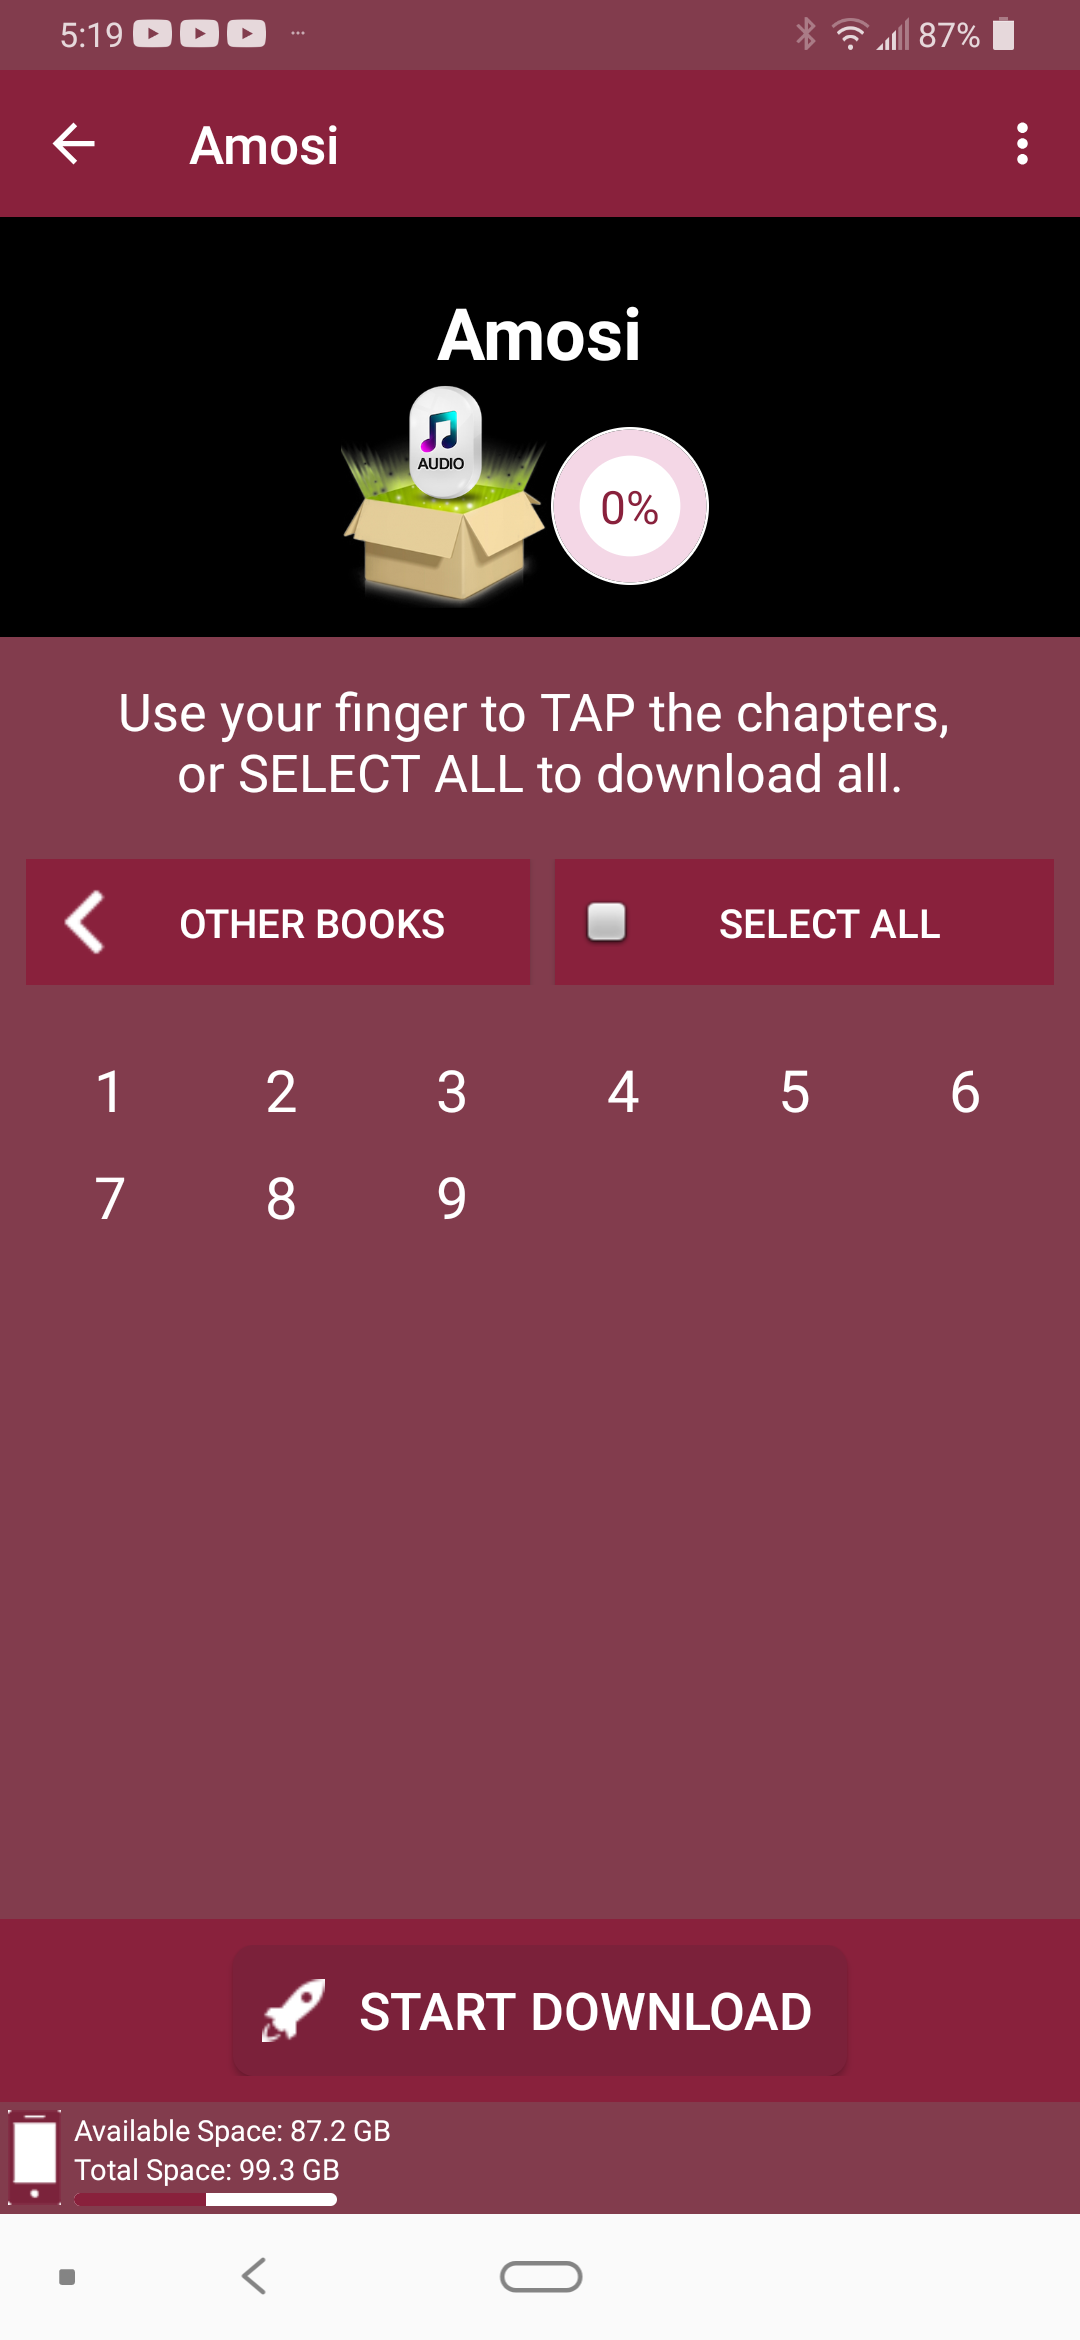 5:19 87%
Amosi
Amosi
AUDIO
0%
Use your finger to TAP the chapters,
or SELECT ALL to download all.
OTHER BOOKS SELECT ALL
1 2 3 4 5 6
7 8 9
START DOWNLOAD
Available Space: 87.2 GB
Total Space: 99.3 GB